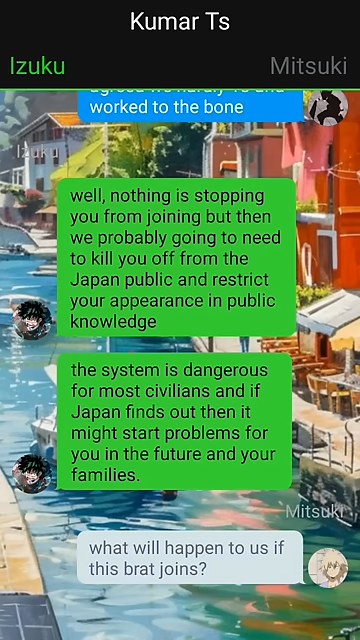 Kumar Ts
Izuku
Mitsuki
worked to the bone
Izuku
well, nothing is stopping
you from joining but then
we probably going to need
to kill you off from the
Japan public and restrict
your appearance in public
knowledge
the system is dangerous
for most civilians and if
Japan finds out then it
might start problems for
you in the future and your
families.
Mitsuki
what will happen to us if
this brat joins?